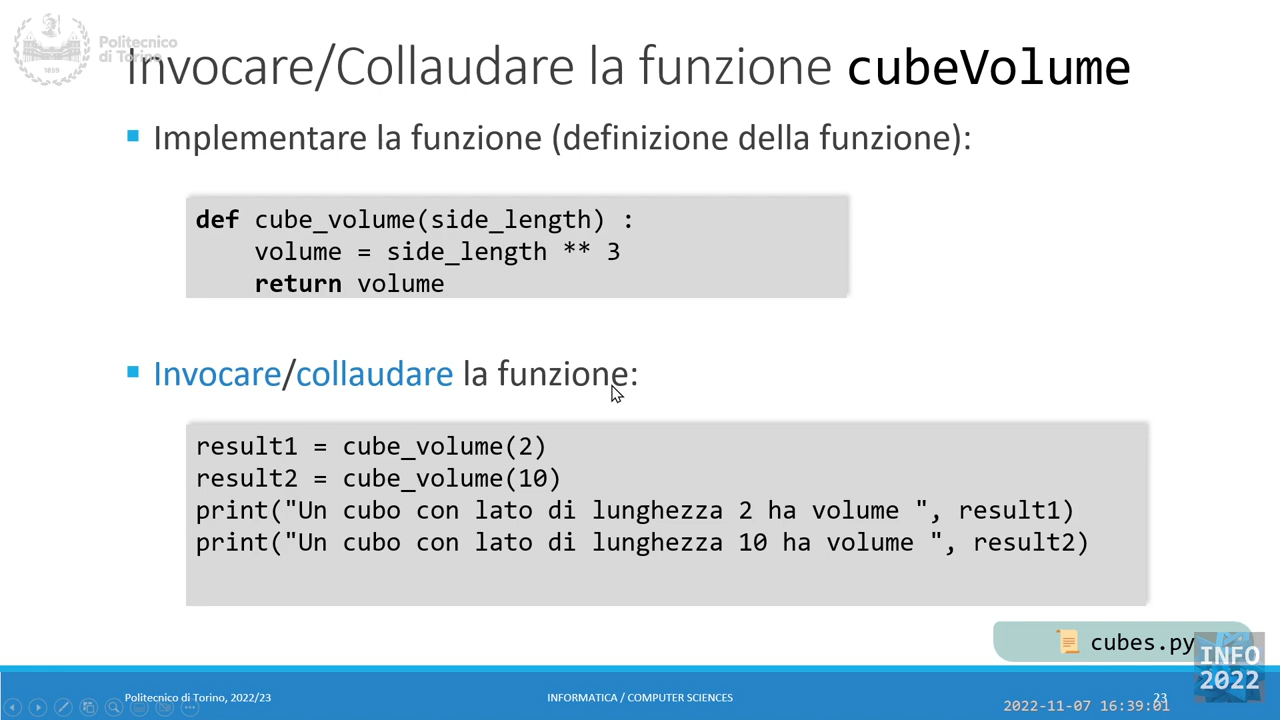 Politecnico
di Torino
Invocare/Collaudare la funzione cubeVolume
Implementare la funzione (definizione della funzione):
def cube_volume(side_length) :
    volume = side_length ** 3
    return volume
Invocare/collaudare la funzione:
result1 = cube_volume(2)
result2 = cube_volume(10)
print("Un cubo con lato di lunghezza 2 ha volume ", result1)
print("Un cubo con lato di lunghezza 10 ha volume ", result2)
cubes.py
INFO
2022
Politecnico di Torino, 2022/23
INFORMATICA / COMPUTER SCIENCES
23
2022-11-07 16:39:01
1859